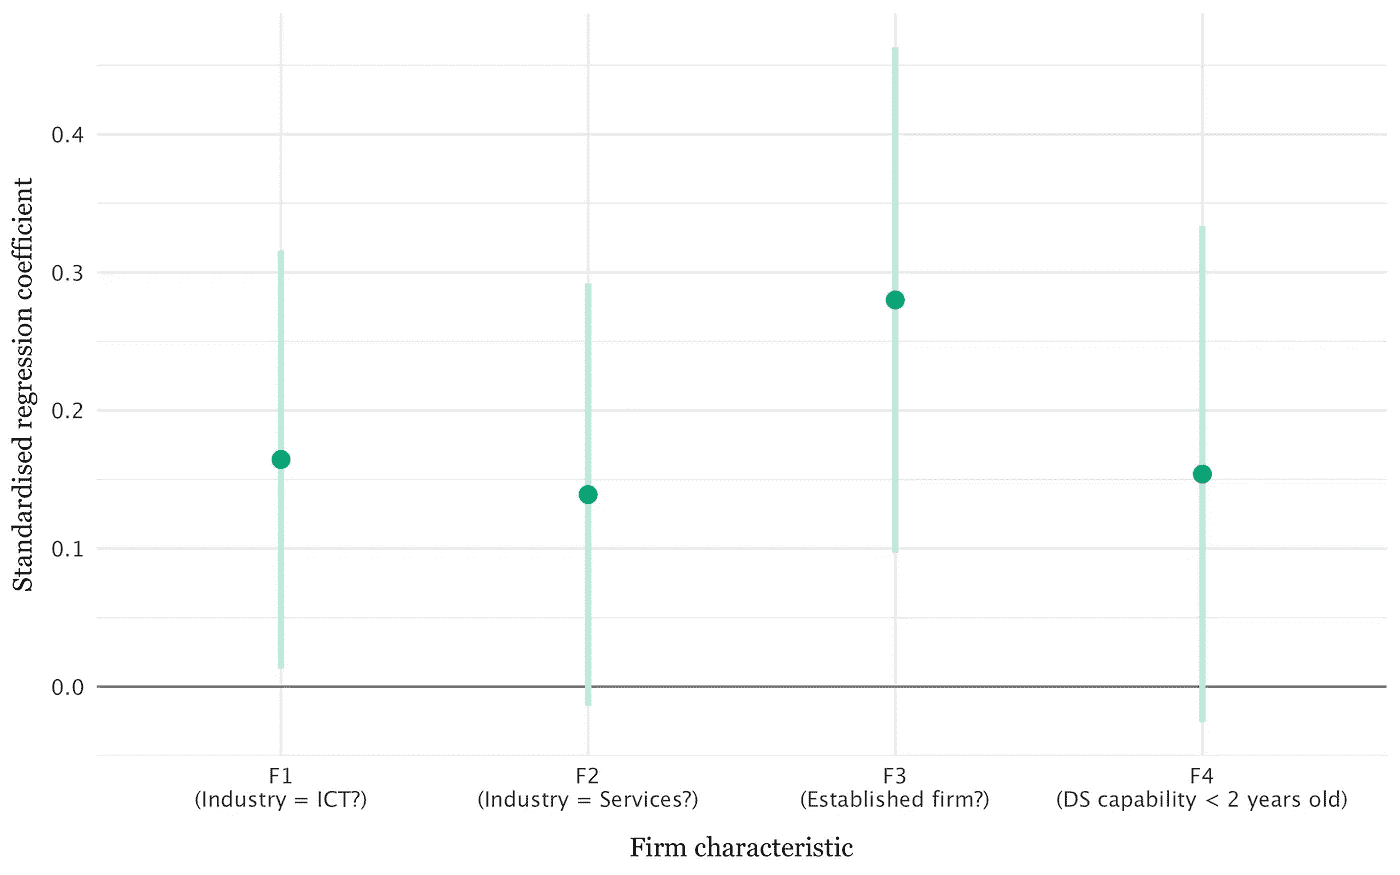 Standardised regression coefficient
0.4
0.3
0.2
0.1
0.0
F1
(Industry = ICT?)
F2
(Industry = Services?)
F3
(Established firm?)
F4
(DS capability < 2 years old)
Firm characteristic